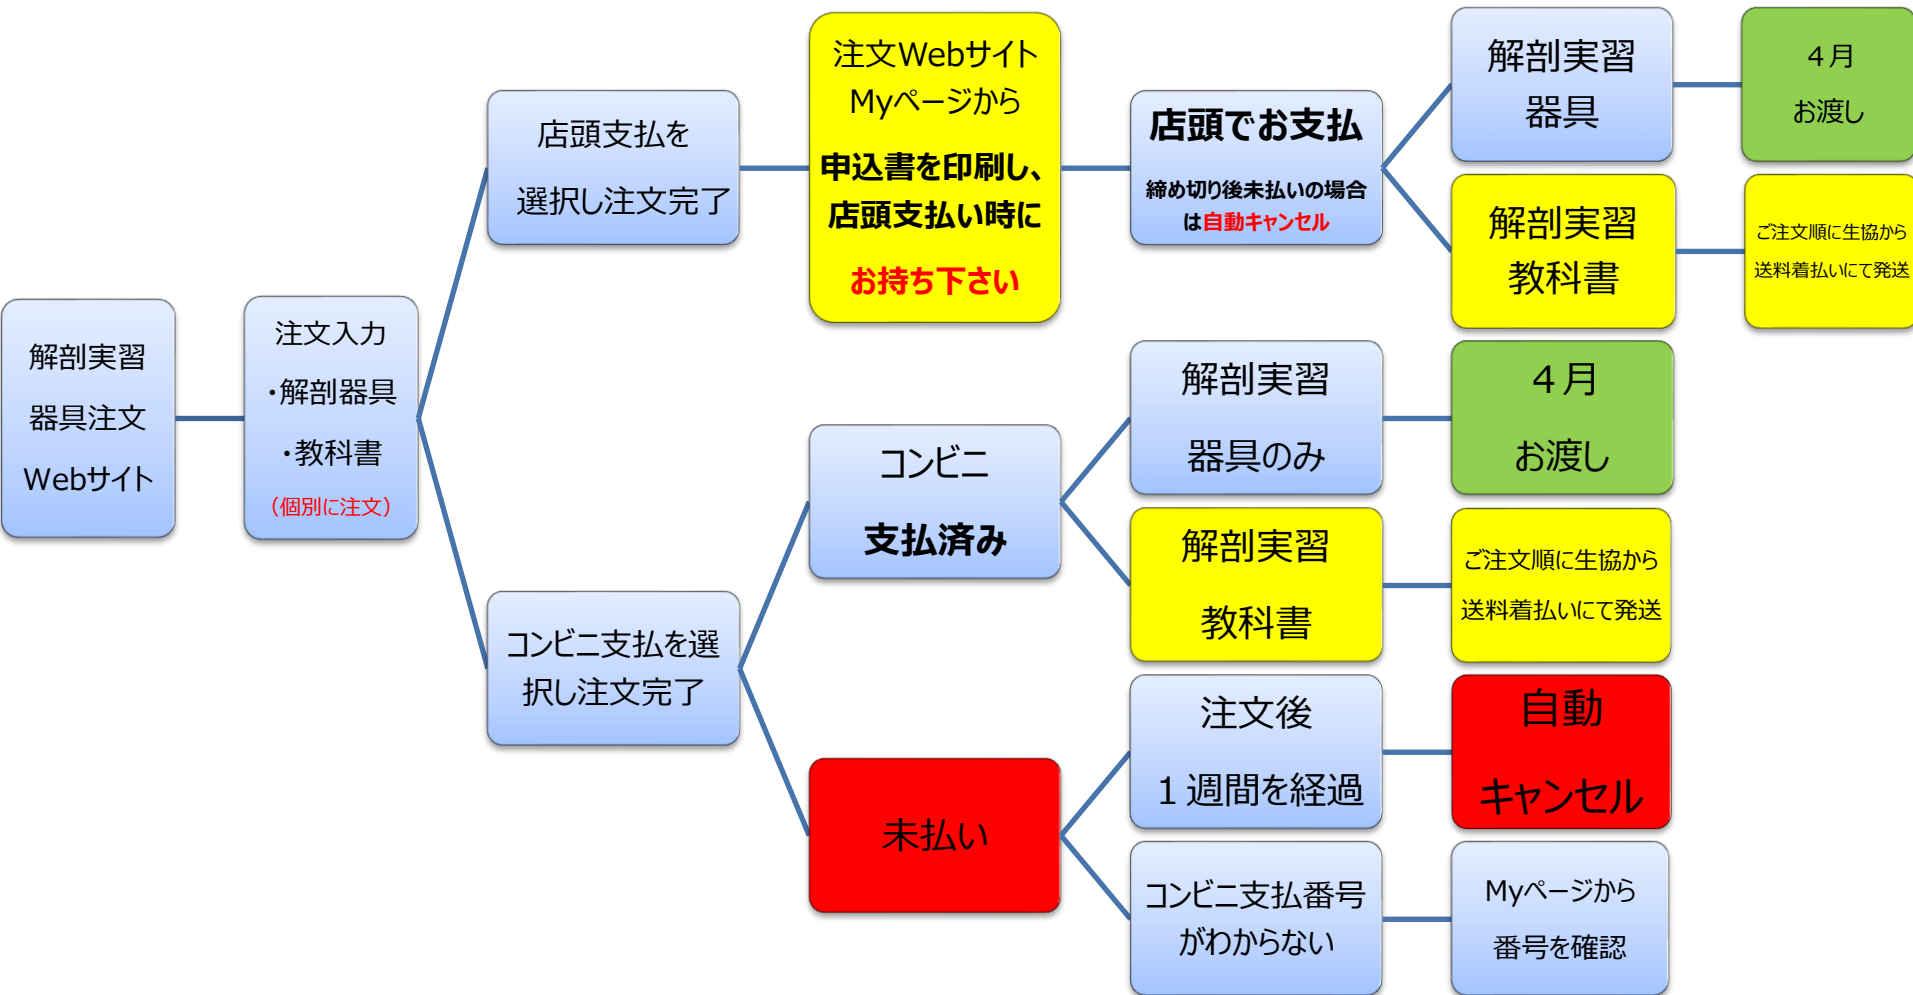 解剖実習
器具注文
Webサイト
注文入力
・解剖器具
・教科書
（個別に注文）
店頭支払を
選択し注文完了
注文Webサイト
Myページから
申込書を印刷し、
店頭支払い時に
お持ち下さい
店頭でお支払
締め切り後未払いの場合
は自動キャンセル
解剖実習
器具
４月
お渡し
解剖実習
教科書
ご注文順に生協から
送料着払いにて発送
コンビニ支払を選
択し注文完了
コンビニ
支払済み
解剖実習
器具のみ
４月
お渡し
解剖実習
教科書
ご注文順に生協から
送料着払いにて発送
未払い
注文後
１週間を経過
自動
キャンセル
コンビニ支払番号
がわからない
Myページから
番号を確認